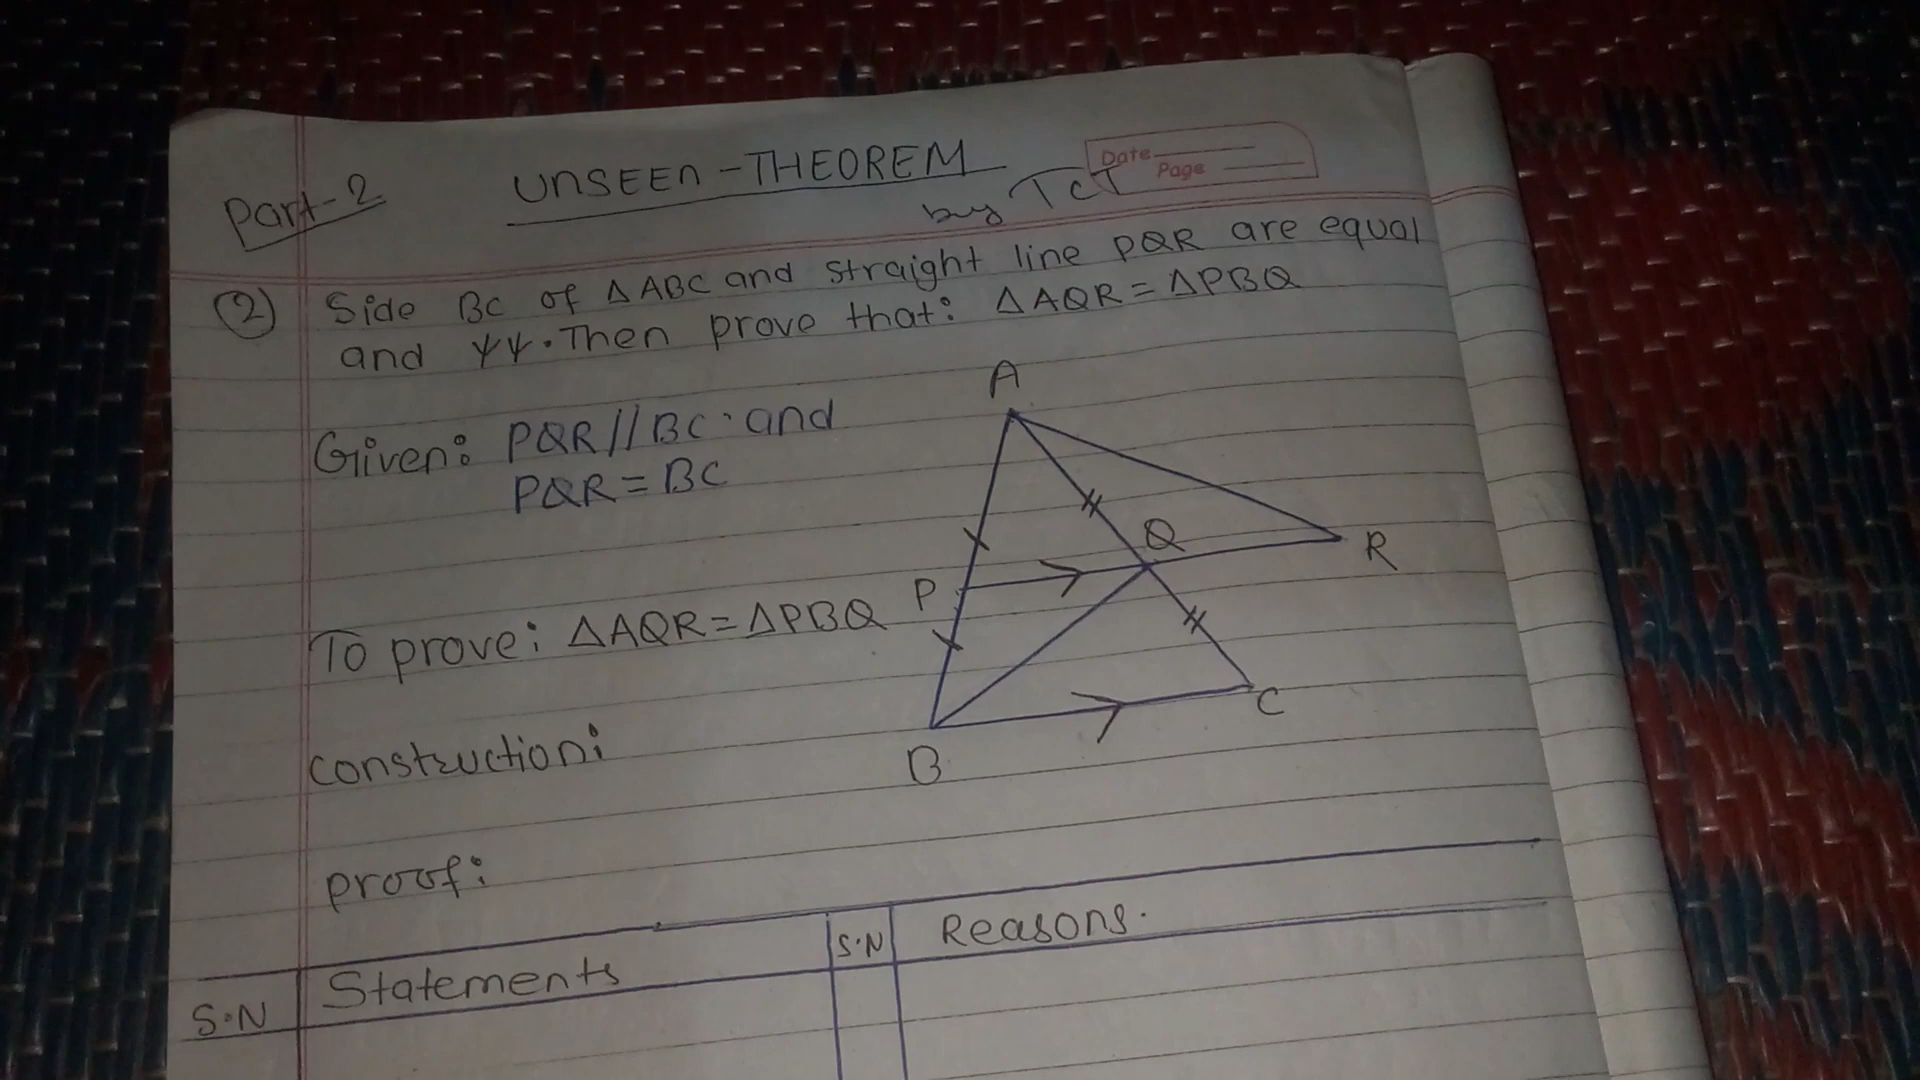 Part-2
UNSEEN-THEOREM
by TCT
Date
Page
② Side BC of ΔABC and straight line PQR are equal
and ⁄⁄. Then prove that: ΔAQR = ΔPBQ
Given: PQR//BC and
PQR = BC
To prove: ΔAQR = ΔPBQ
construction:
A
Q
R
P
C
B
proof:
S.N Statements S.N Reasons.